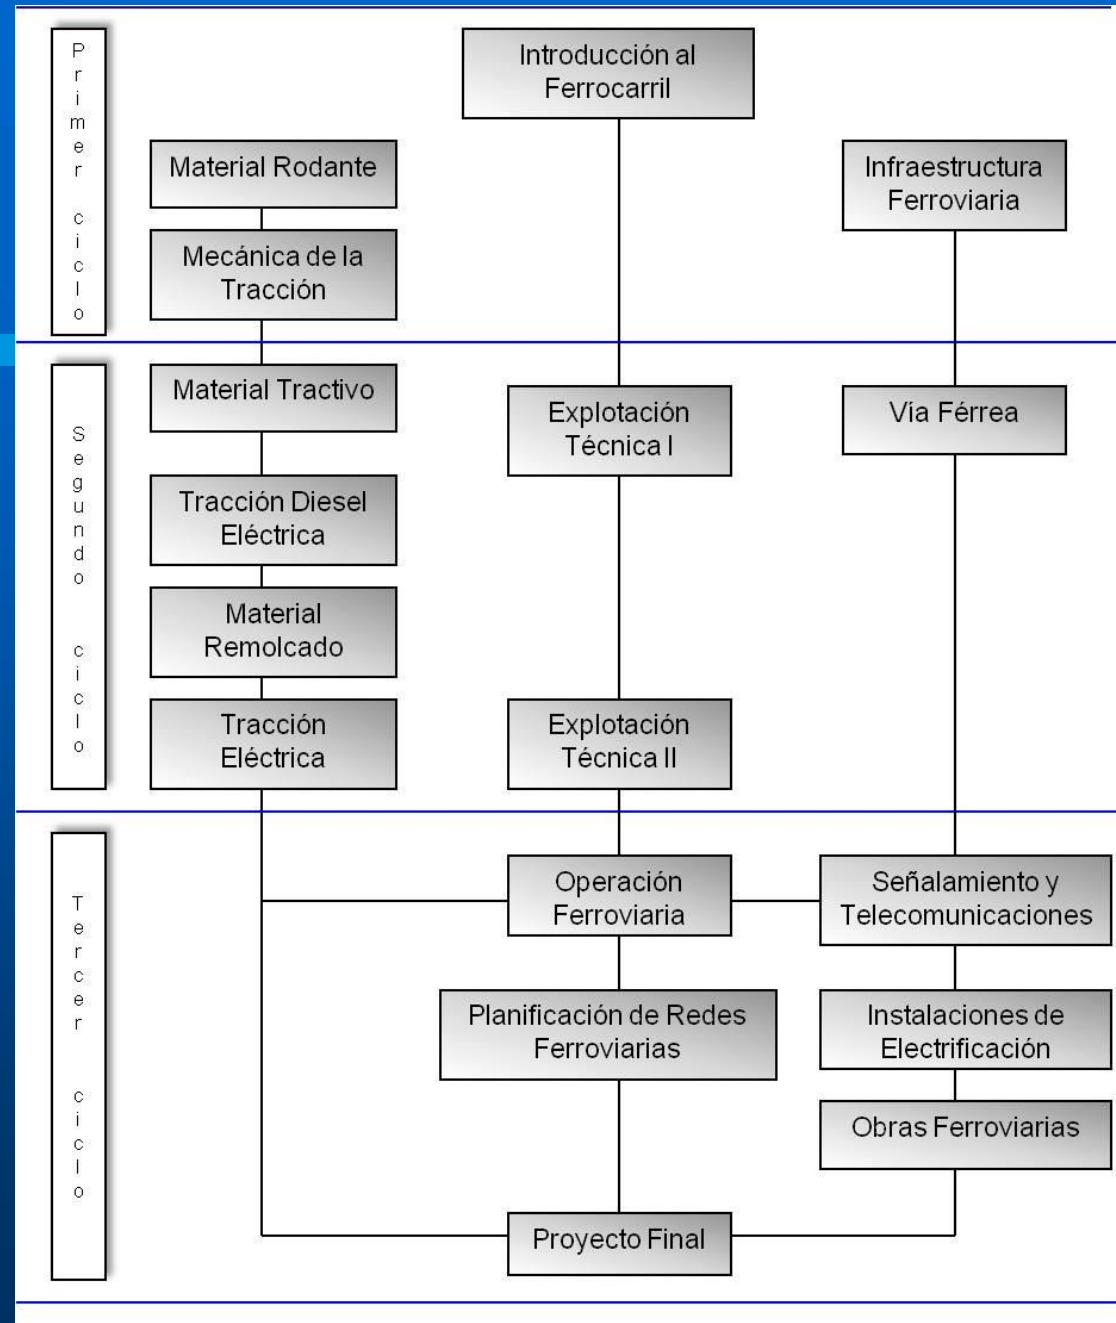 Primer ciclo
Introducción al
Ferrocarril
Material Rodante
Infraestructura
Ferroviaria
Mecánica de la
Tracción
Segundo ciclo
Material Tractivo
Explotación
Técnica I
Vía Férrea
Tracción Diesel
Eléctrica
Material
Remolcado
Tracción
Eléctrica
Explotación
Técnica II
Tercer ciclo
Operación
Ferroviaria
Señalamiento y
Telecomunicaciones
Planificación de Redes
Ferroviarias
Instalaciones de
Electrificación
Obras Ferroviarias
Proyecto Final